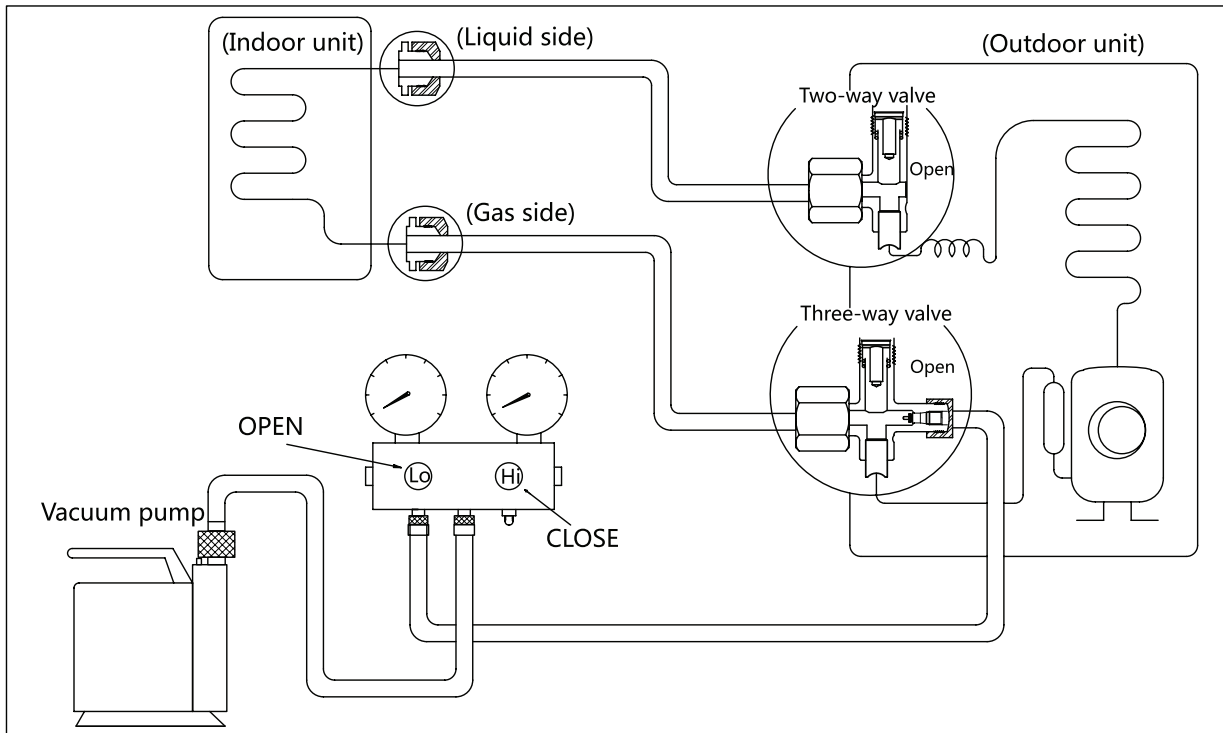 (Indoor unit)
(Liquid side)
(Outdoor unit)
Two-way valve
Open
(Gas side)
Three-way valve
Open
OPEN
Lo
Hi
CLOSE
Vacuum pump